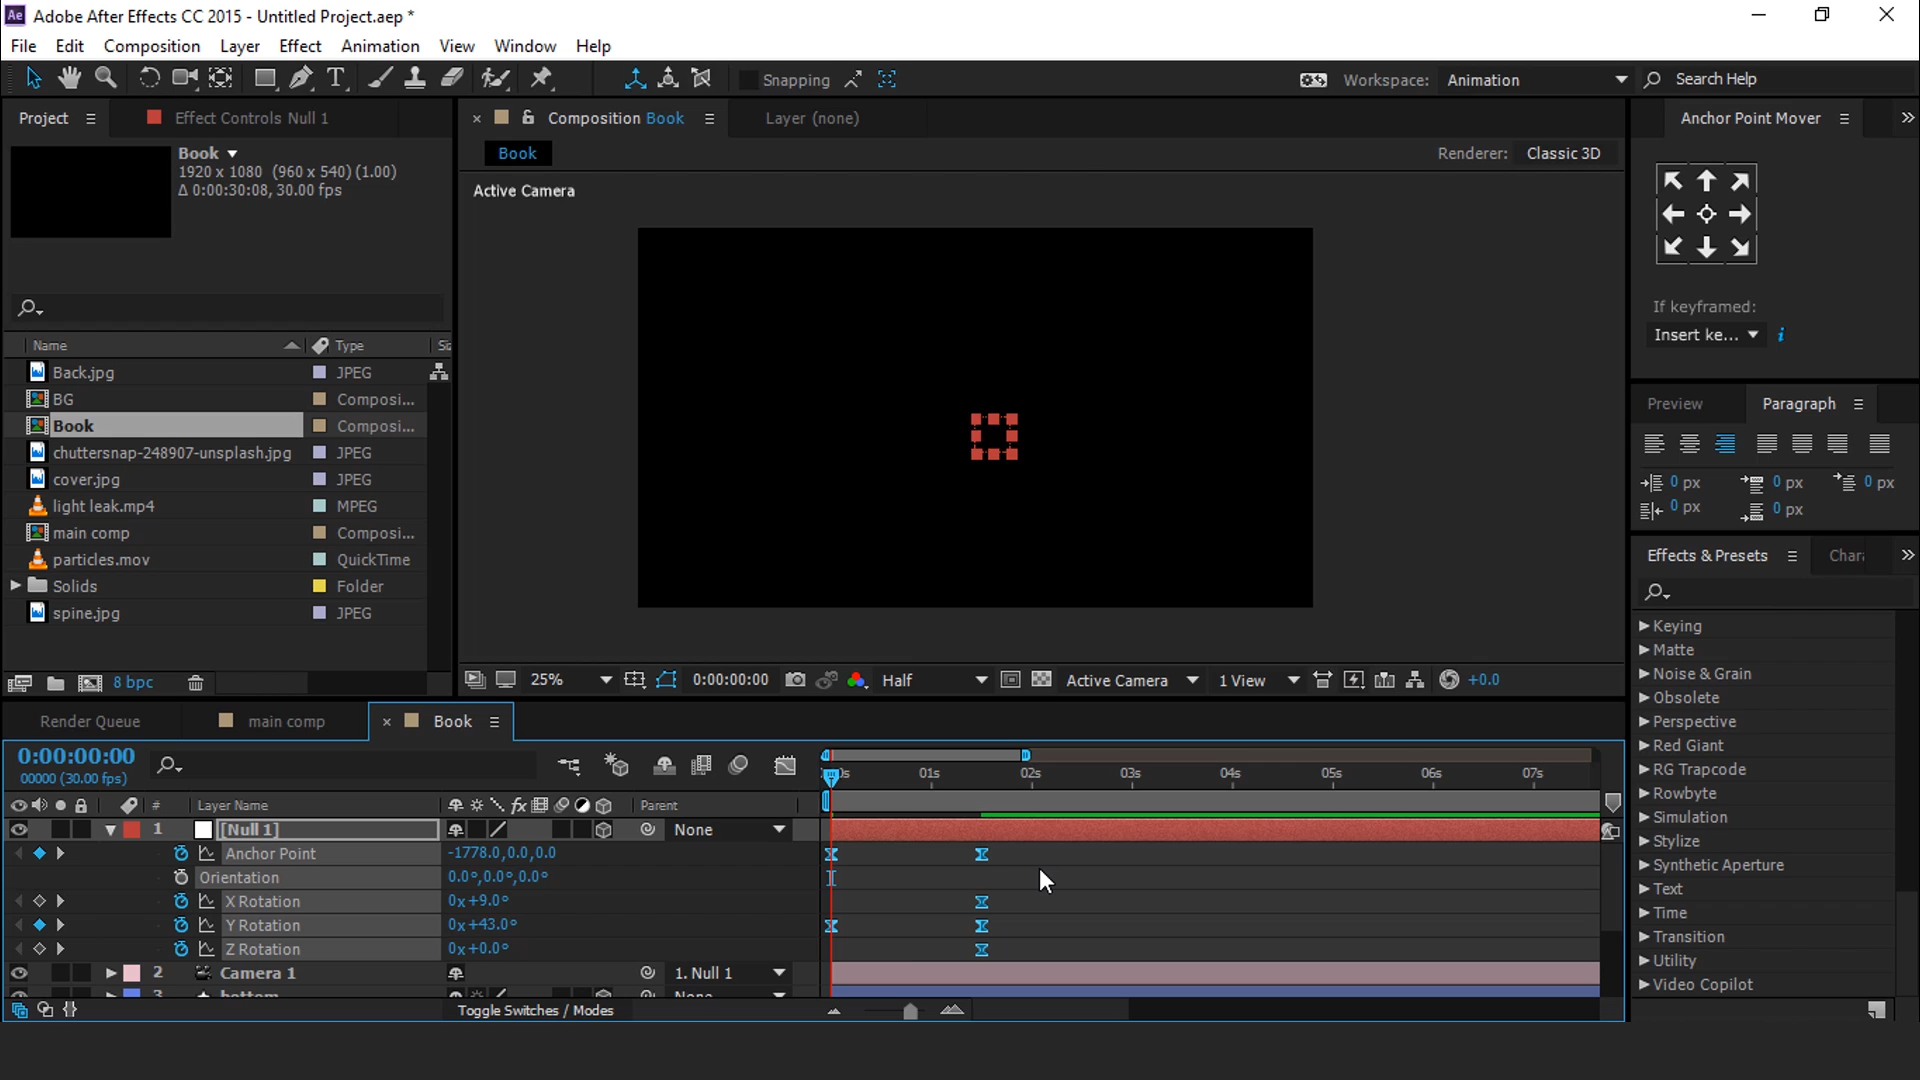 Ae Adobe After Effects CC 2015 - Untitled Project.aep *
File Edit Composition Layer Effect Animation View Window Help
T Snapping Workspace: Animation Search Help
Project Effect Controls Null 1 Composition Book Layer (none) Anchor Point Mover
Book
1920 x 1080 (960 x 540) (1.00)
Δ 0:00:30:08, 30.00 fps
Book Renderer: Classic 3D
Active Camera
If keyframed:
Insert ke...
Name Type
Back.jpg JPEG
BG Composi...
Book Composi...
chuttersnap-248907-unsplash.jpg JPEG
cover.jpg JPEG
light leak.mp4 MPEG
main comp Composi...
particles.mov QuickTime
Solids Folder
spine.jpg JPEG
8 bpc
25% 0:00:00:00 Half Active Camera 1 View +0.0
Preview Paragraph
0 px 0 px 0 px
0 px 0 px
Effects & Presets
Keying
Matte
Noise & Grain
Obsolete
Perspective
Red Giant
RG Trapcode
Rowbyte
Simulation
Stylize
Synthetic Aperture
Text
Time
Transition
Utility
Video Copilot
Render Queue main comp Book
0:00:00:00
00000 (30.00 fps)
01s 02s 03s 04s 05s 06s 07s
# Layer Name fx Parent
1 [Null 1] None
Anchor Point -1778.0,0.0,0.0
Orientation 0.0°,0.0°,0.0°
X Rotation 0x+9.0°
Y Rotation 0x+43.0°
Z Rotation 0x+0.0°
2 Camera 1 1. Null 1
Toggle Switches / Modes